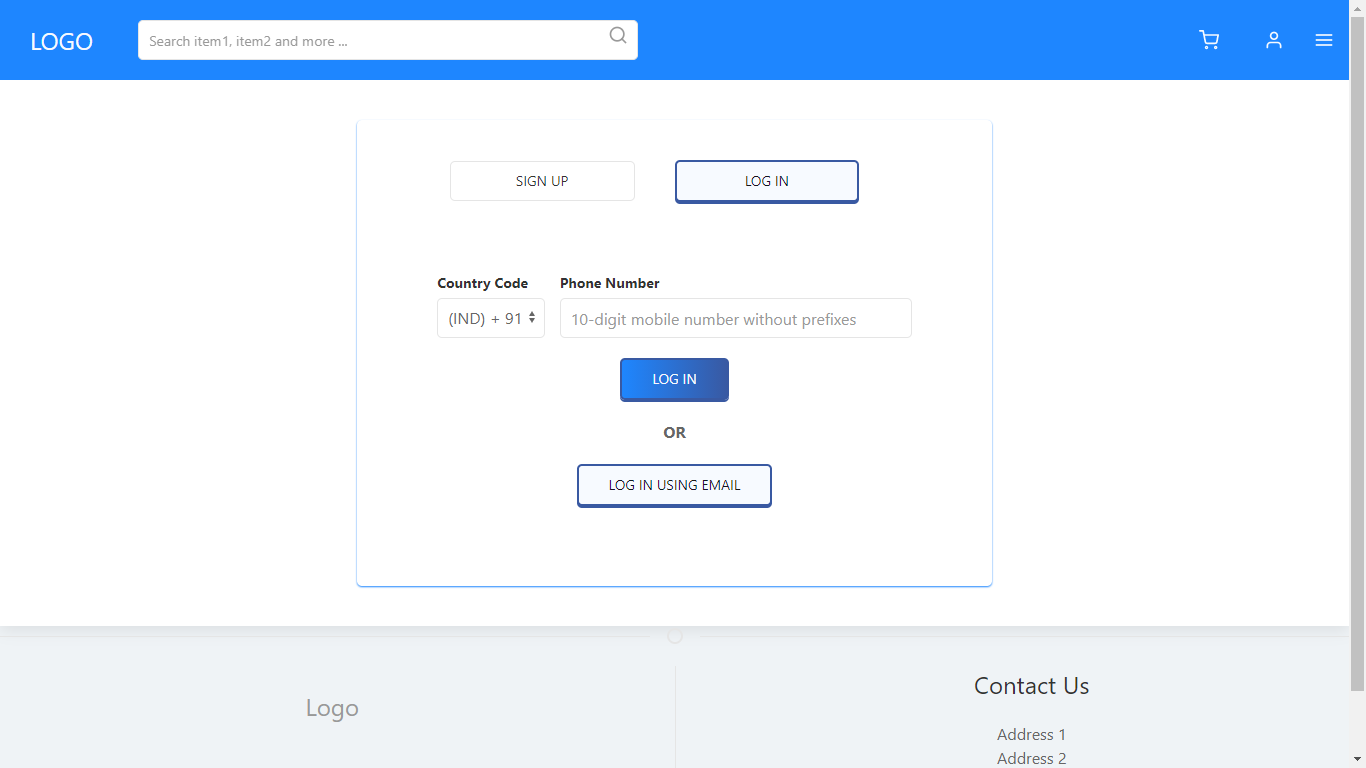 LOGO
Search item1, item2 and more ...
SIGN UP
LOG IN
Country Code
Phone Number
(IND) + 91
10-digit mobile number without prefixes
LOG IN
OR
LOG IN USING EMAIL
Logo
Contact Us
Address 1
Address 2